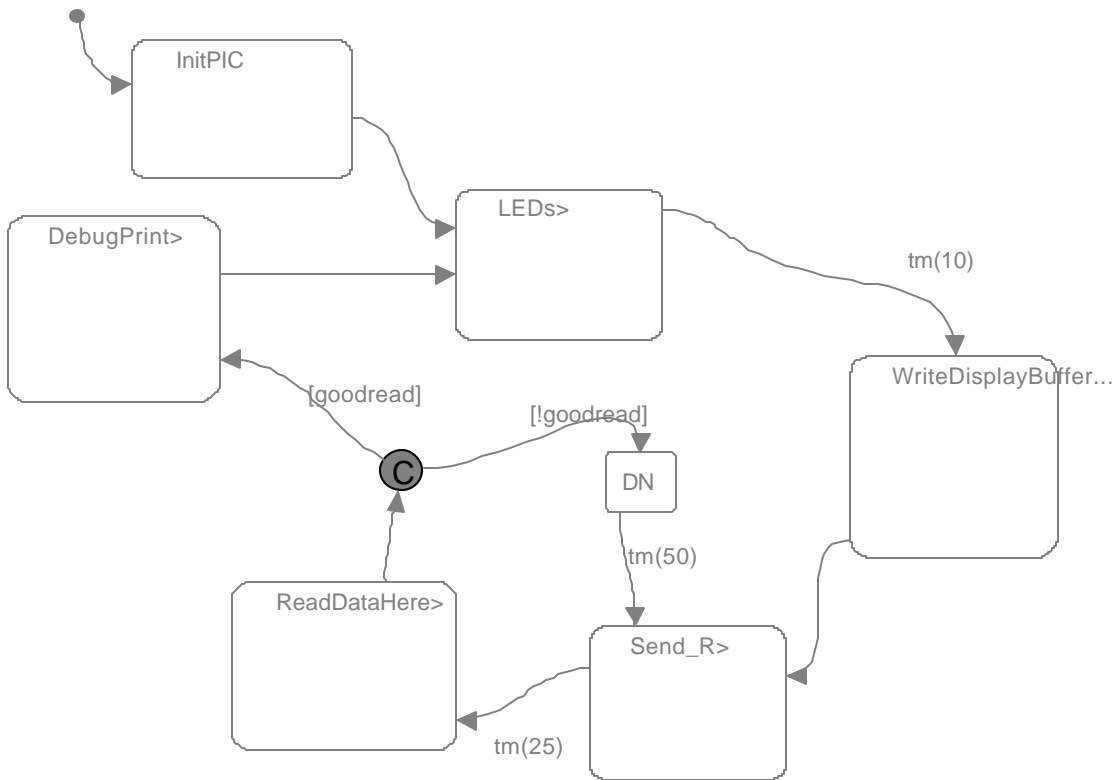 InitPIC
LEDs>
DebugPrint>
tm(10)
WriteDisplayBuffer...
[goodread]
[!goodread]
C
DN
tm(50)
ReadDataHere>
Send_R>
tm(25)